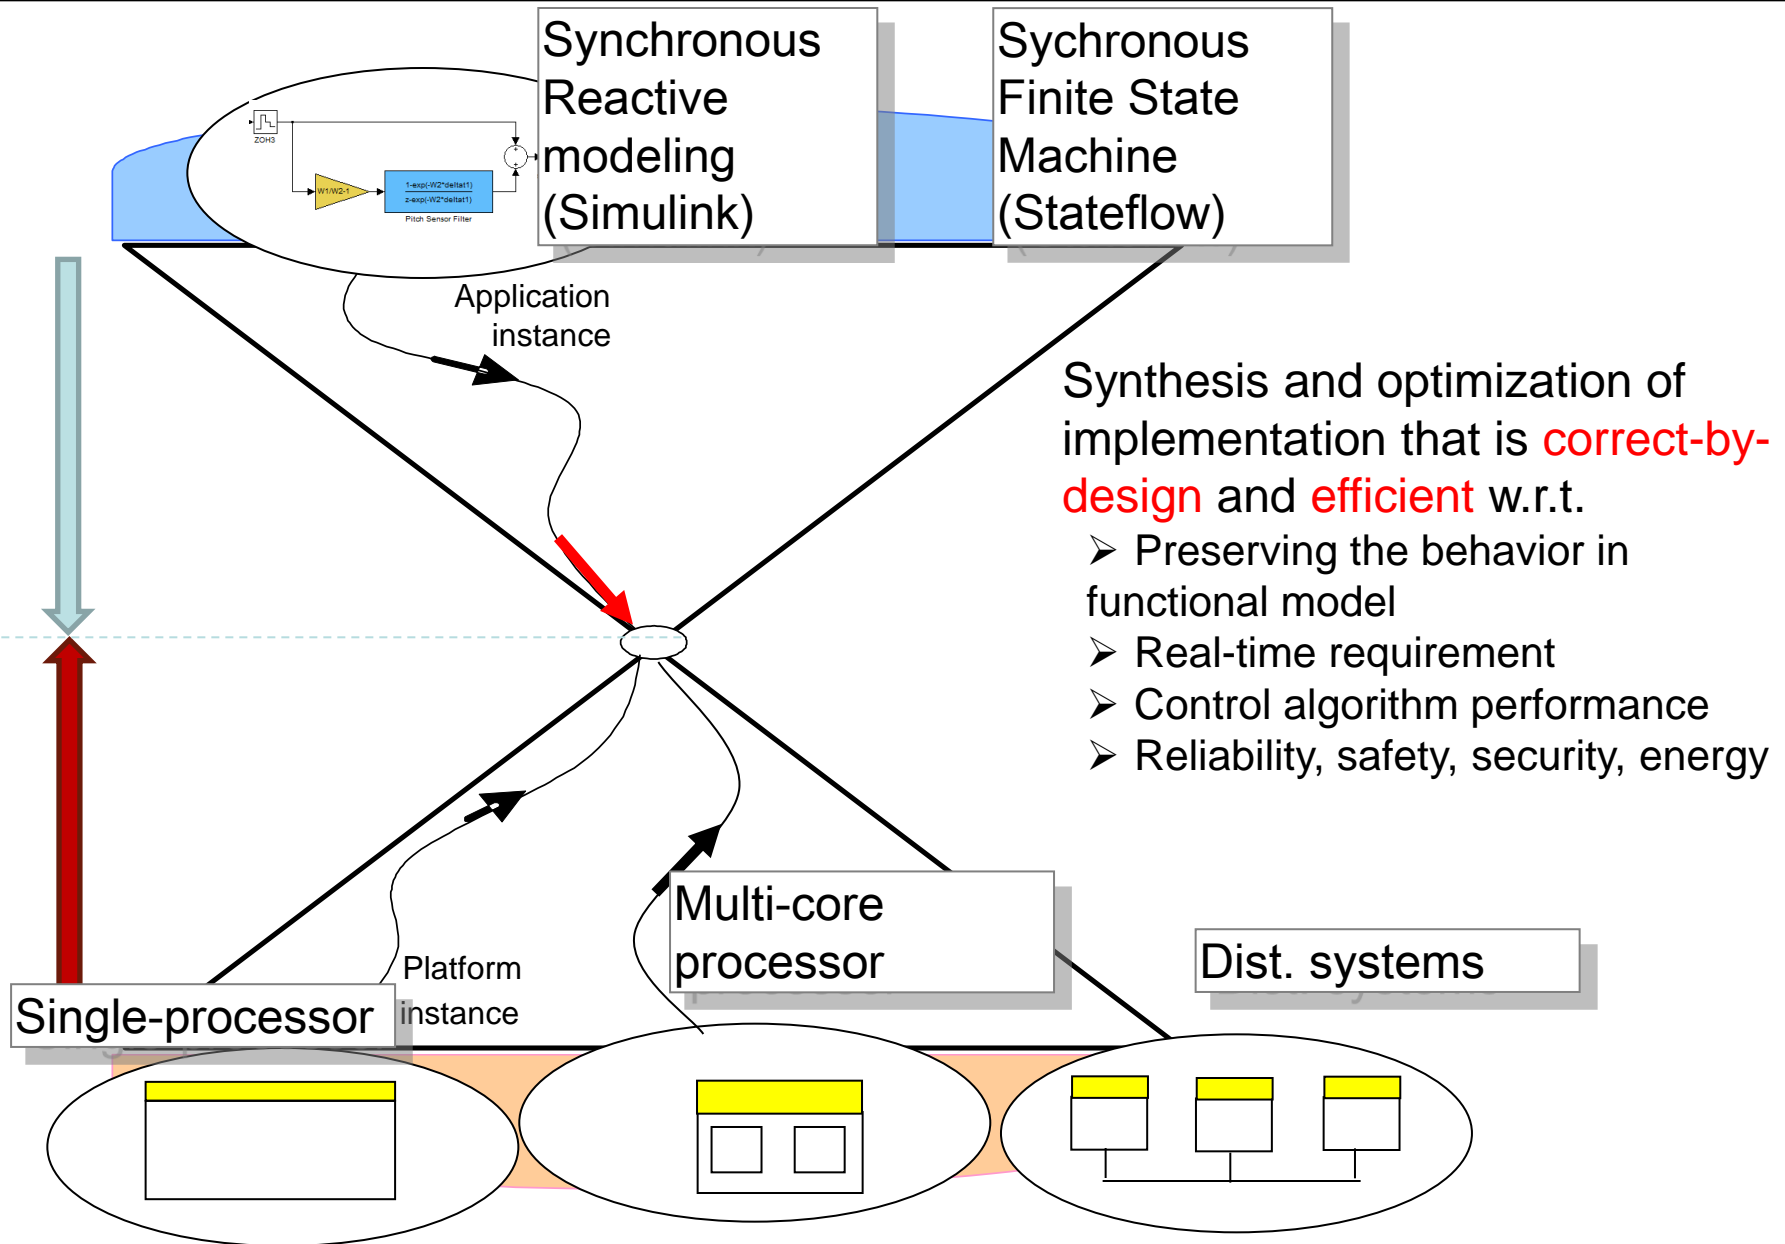 Synchronous
Reactive
modeling
(Simulink)
Sychronous
Finite State
Machine
(Stateflow)
ZOH3
W1/W2-1
1-exp(-W2*deltat1)
z-exp(-W2*deltat1)
Pitch Sensor Filter
Application
instance
Synthesis and optimization of
implementation that is correct-by-
design and efficient w.r.t.
➢ Preserving the behavior in
functional model
➢ Real-time requirement
➢ Control algorithm performance
➢ Reliability, safety, security, energy
Multi-core
processor
Dist. systems
Platform
instance
Single-processor